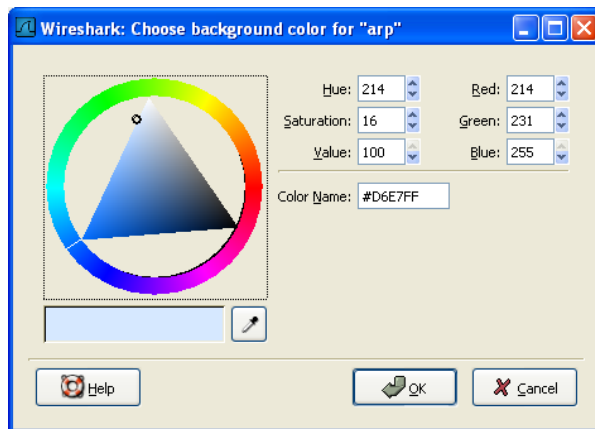 Wireshark: Choose background color for "arp"
Hue: 214 Red: 214
Saturation: 16 Green: 231
Value: 100 Blue: 255
Color Name: #D6E7FF
Help OK Cancel